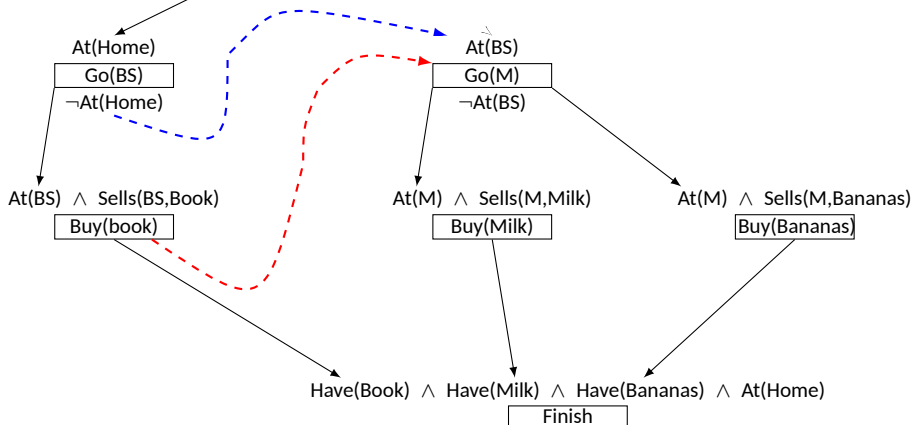 At(Home)
At(BS)
Go(BS)
Go(M)
¬At(Home)
¬At(BS)
At(BS) ∧ Sells(BS,Book)
At(M) ∧ Sells(M,Milk)
At(M) ∧ Sells(M,Bananas)
Buy(book)
Buy(Milk)
Buy(Bananas)
Have(Book) ∧ Have(Milk) ∧ Have(Bananas) ∧ At(Home)
Finish